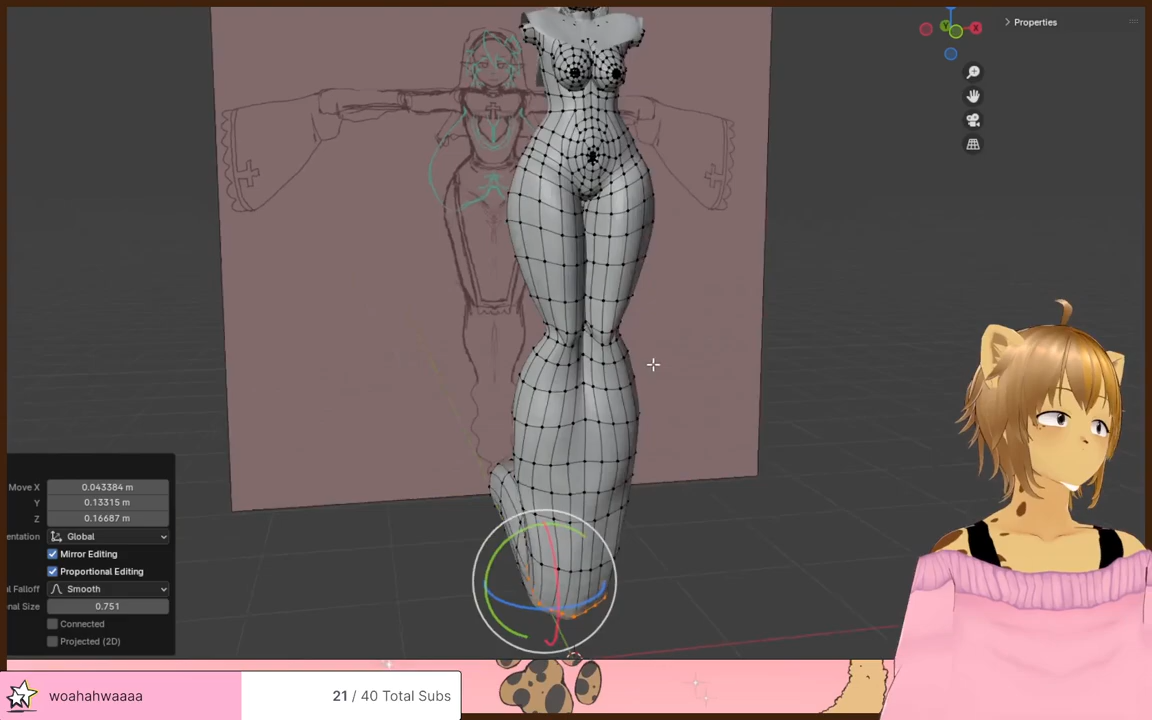 Properties
Move X 0.043384 m
Y 0.13315 m
Z 0.16687 m
entation Global
Mirror Editing
Proportional Editing
l Falloff Smooth
nal Size 0.751
Connected
Projected (2D)
woahahwaaaa 21 / 40 Total Subs